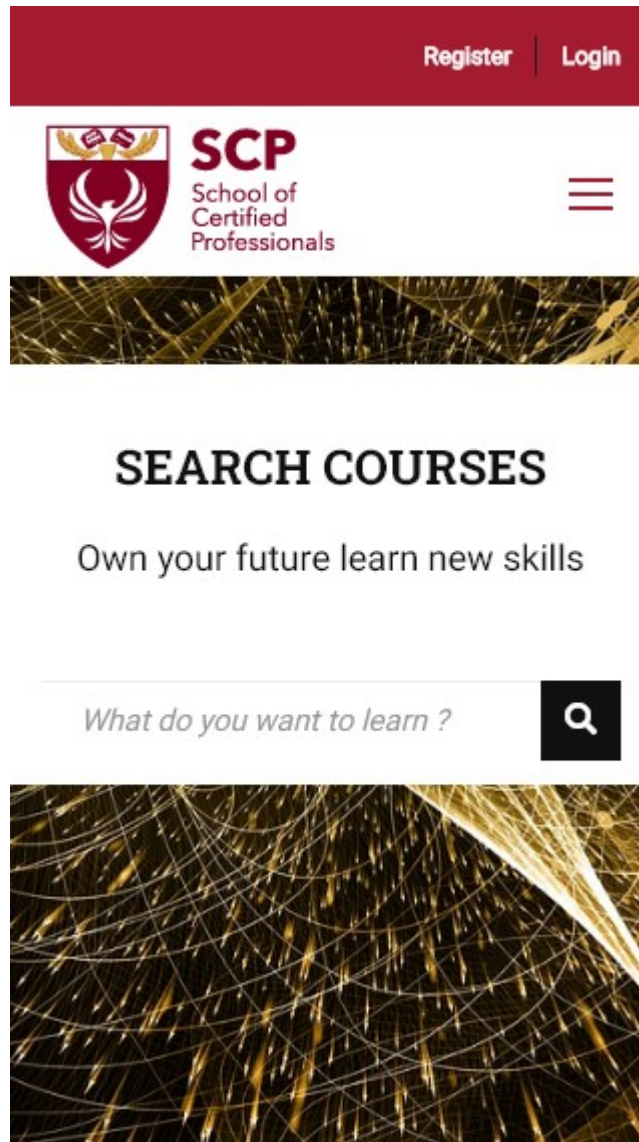 Register Login
SCP
School of
Certified
Professionals
SEARCH COURSES
Own your future learn new skills
What do you want to learn ?